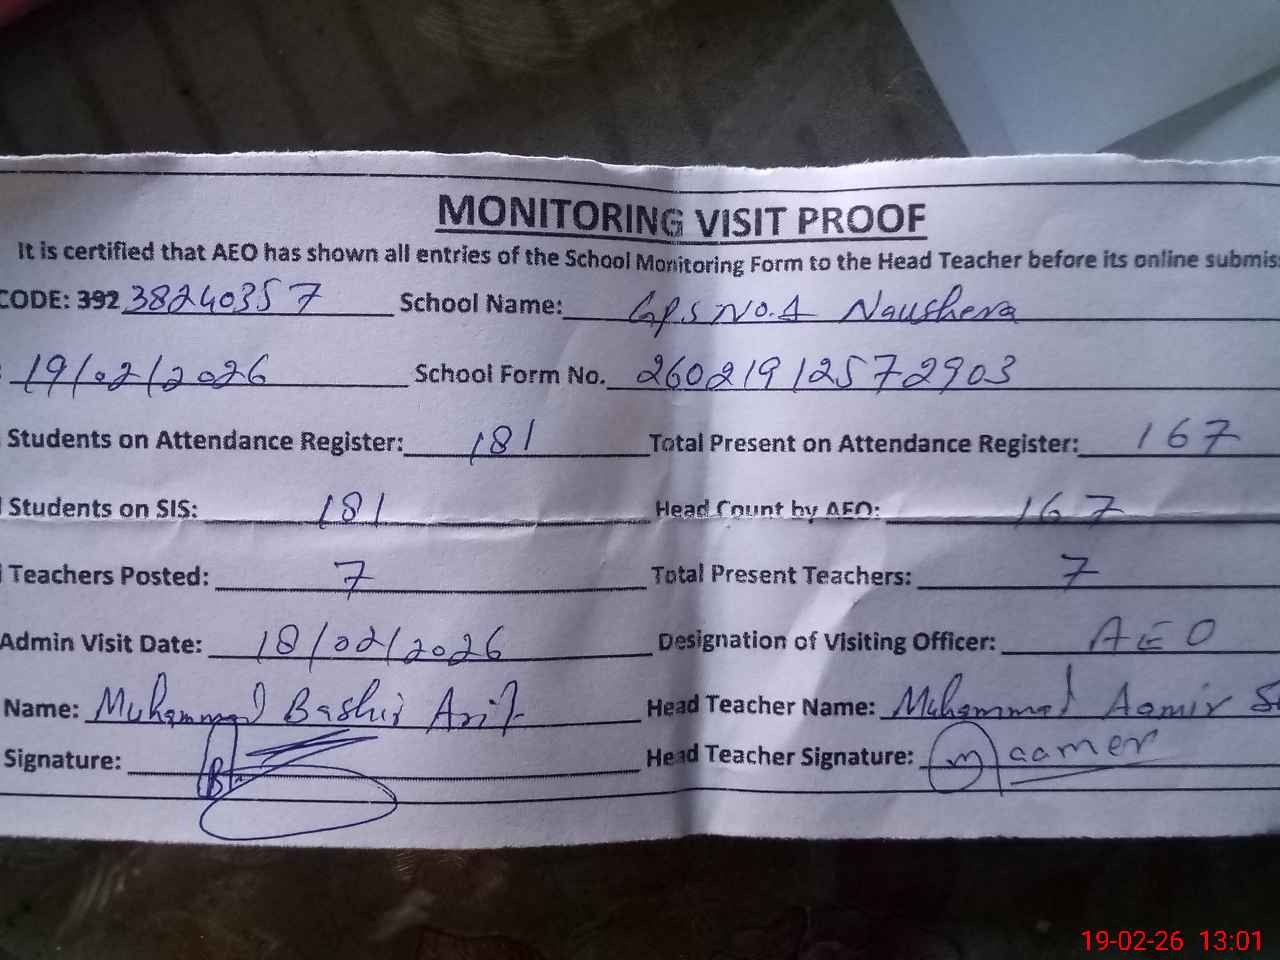 MONITORING VISIT PROOF
It is certified that AEO has shown all entries of the School Monitoring Form to the Head Teacher before its online submis
CODE: 392 38240357 School Name: GPS No.1 Naushera
19/02/2026 School Form No. 260219125572903
Students on Attendance Register: 181 Total Present on Attendance Register: 167
Students on SIS: 181 Head Count by AEO: 167
Teachers Posted: 7 Total Present Teachers: 7
Admin Visit Date: 18/02/2026 Designation of Visiting Officer: AEO
Name: Muhammad Bashir Arif Head Teacher Name: Muhammad Aamir
Signature: Head Teacher Signature: m aamer
19-02-26 13:01